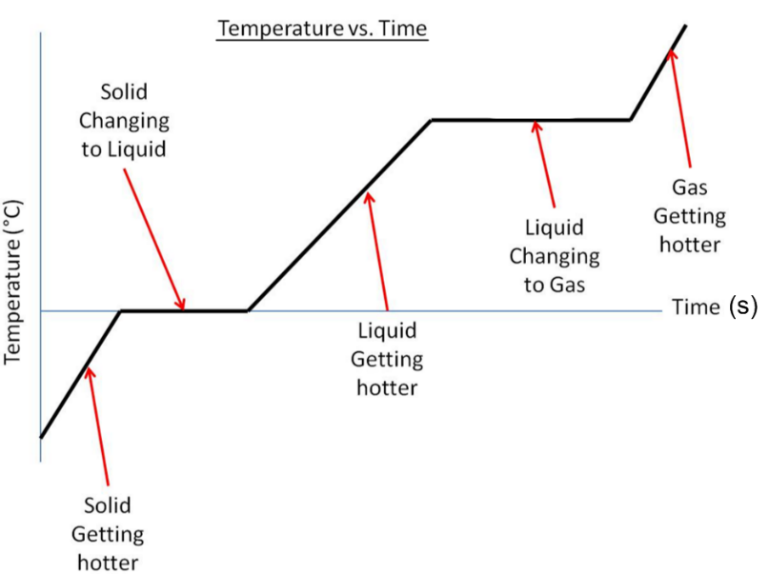 Temperature vs. Time
Solid
Changing
to Liquid
Gas
Getting
hotter
Liquid
Changing
to Gas
Temperature (°C)
Time (s)
Liquid
Getting
hotter
Solid
Getting
hotter